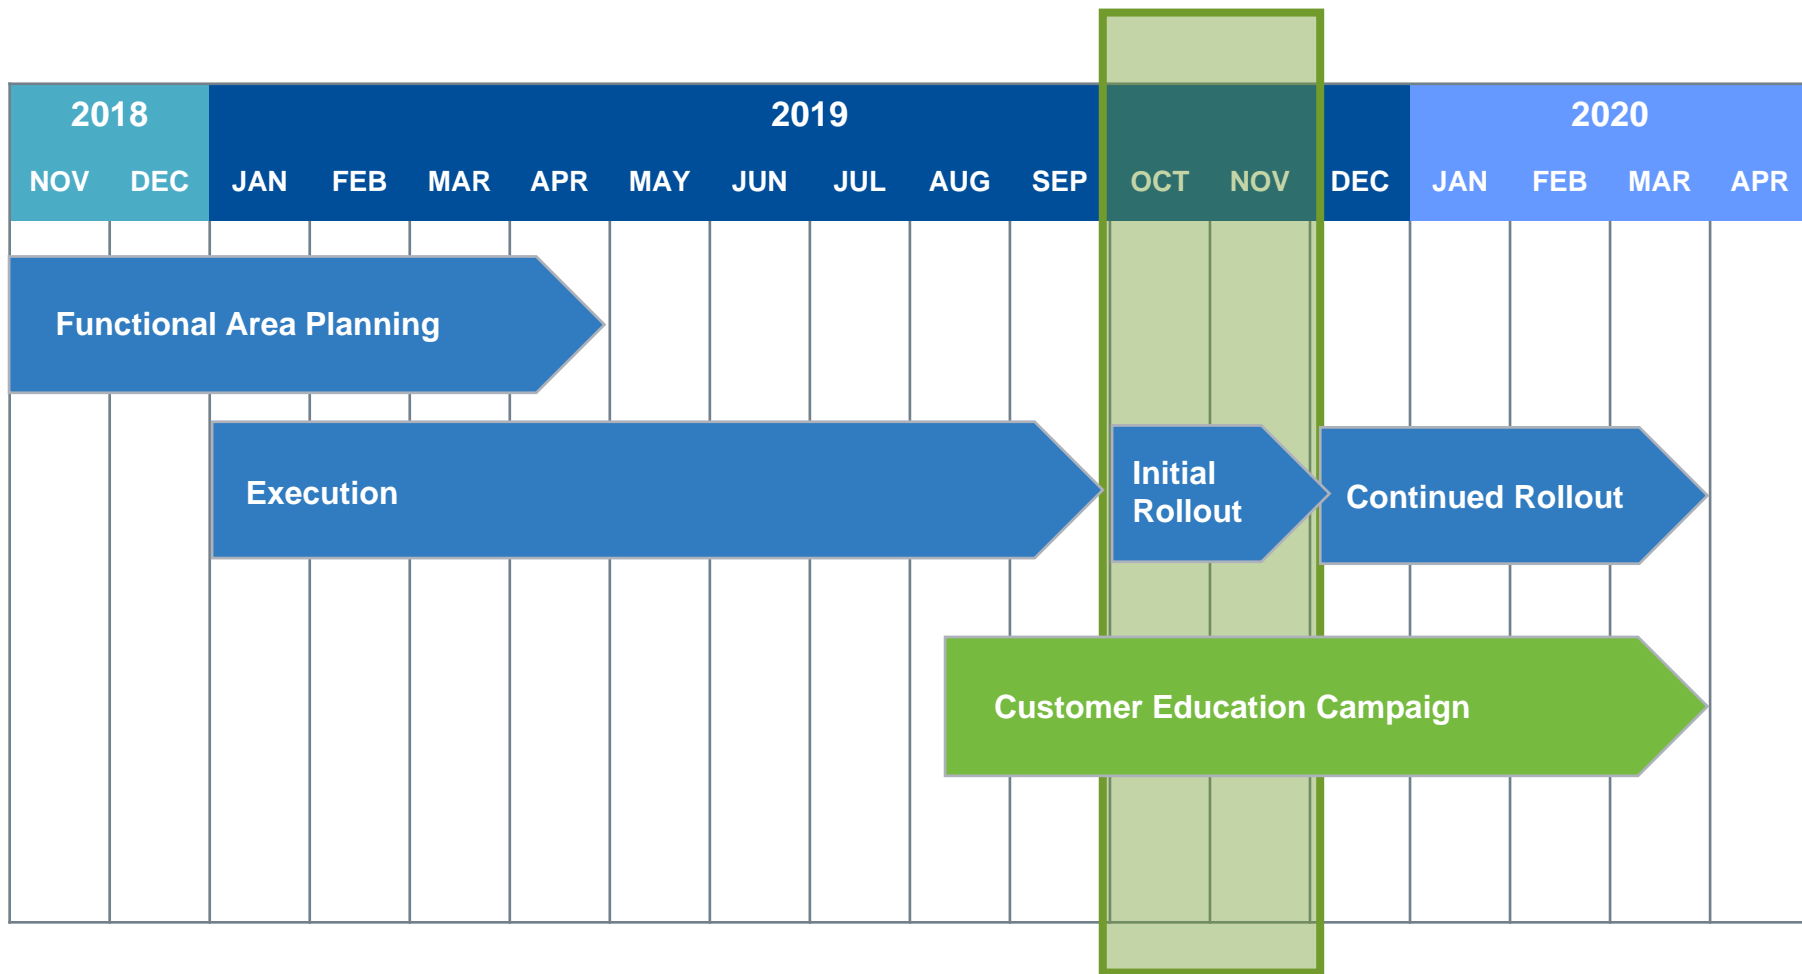 2018 2019 2020
NOV DEC JAN FEB MAR APR MAY JUN JUL AUG SEP OCT NOV DEC JAN FEB MAR APR
Functional Area Planning
Execution
Initial
Rollout
Continued Rollout
Customer Education Campaign